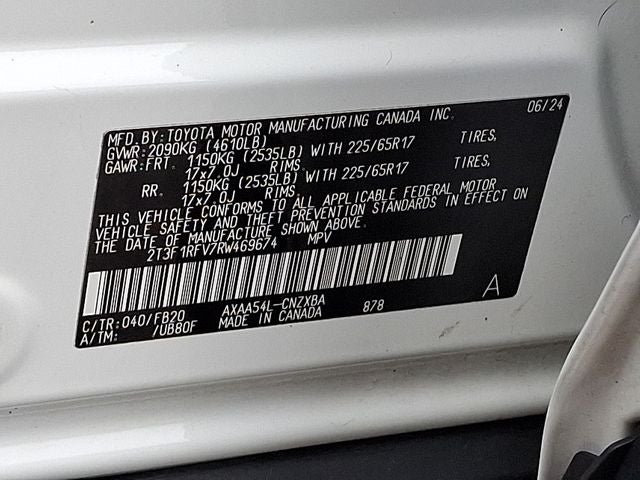 MFD.BY:TOYOTA MOTOR MANUFACTURING CANADA INC. 06/24
GVWR:2090KG (4610LB)
GAWR:FRT. 1150KG (2535LB) WITH 225/65R17 TIRES,
17x7.0J RIMS
RR. 1150KG (2535LB) WITH 225/65R17 TIRES,
17x7.0J RIMS
THIS VEHICLE CONFORMS TO ALL APPLICABLE FEDERAL MOTOR
VEHICLE SAFETY AND THEFT PREVENTION STANDARDS IN EFFECT ON
THE DATE OF MANUFACTURE SHOWN ABOVE.
2T3F1RFV7RW469674 MPV
C/TR:040/FB20 AXAA54L-CNZXBA 878 A
A/TM: /UB80F MADE IN CANADA